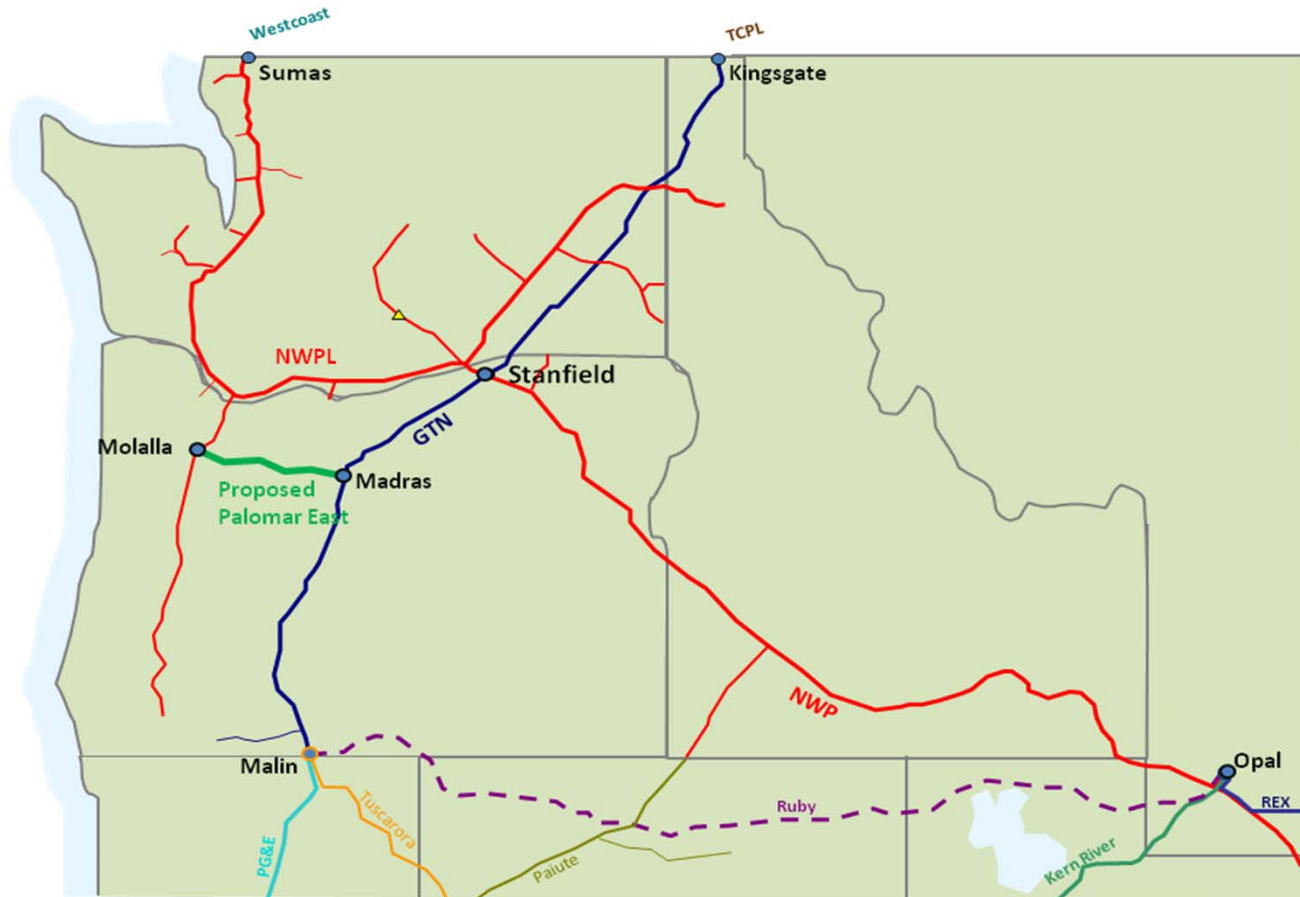 Westcoast
TCPL
Sumas
Kingsgate
NWPL
Stanfield
GTN
Molalla
Madras
Proposed
Palomar East
NWP
Malin
Opal
Ruby
REX
Tuscarora
PG&E
Paiute
Kern River